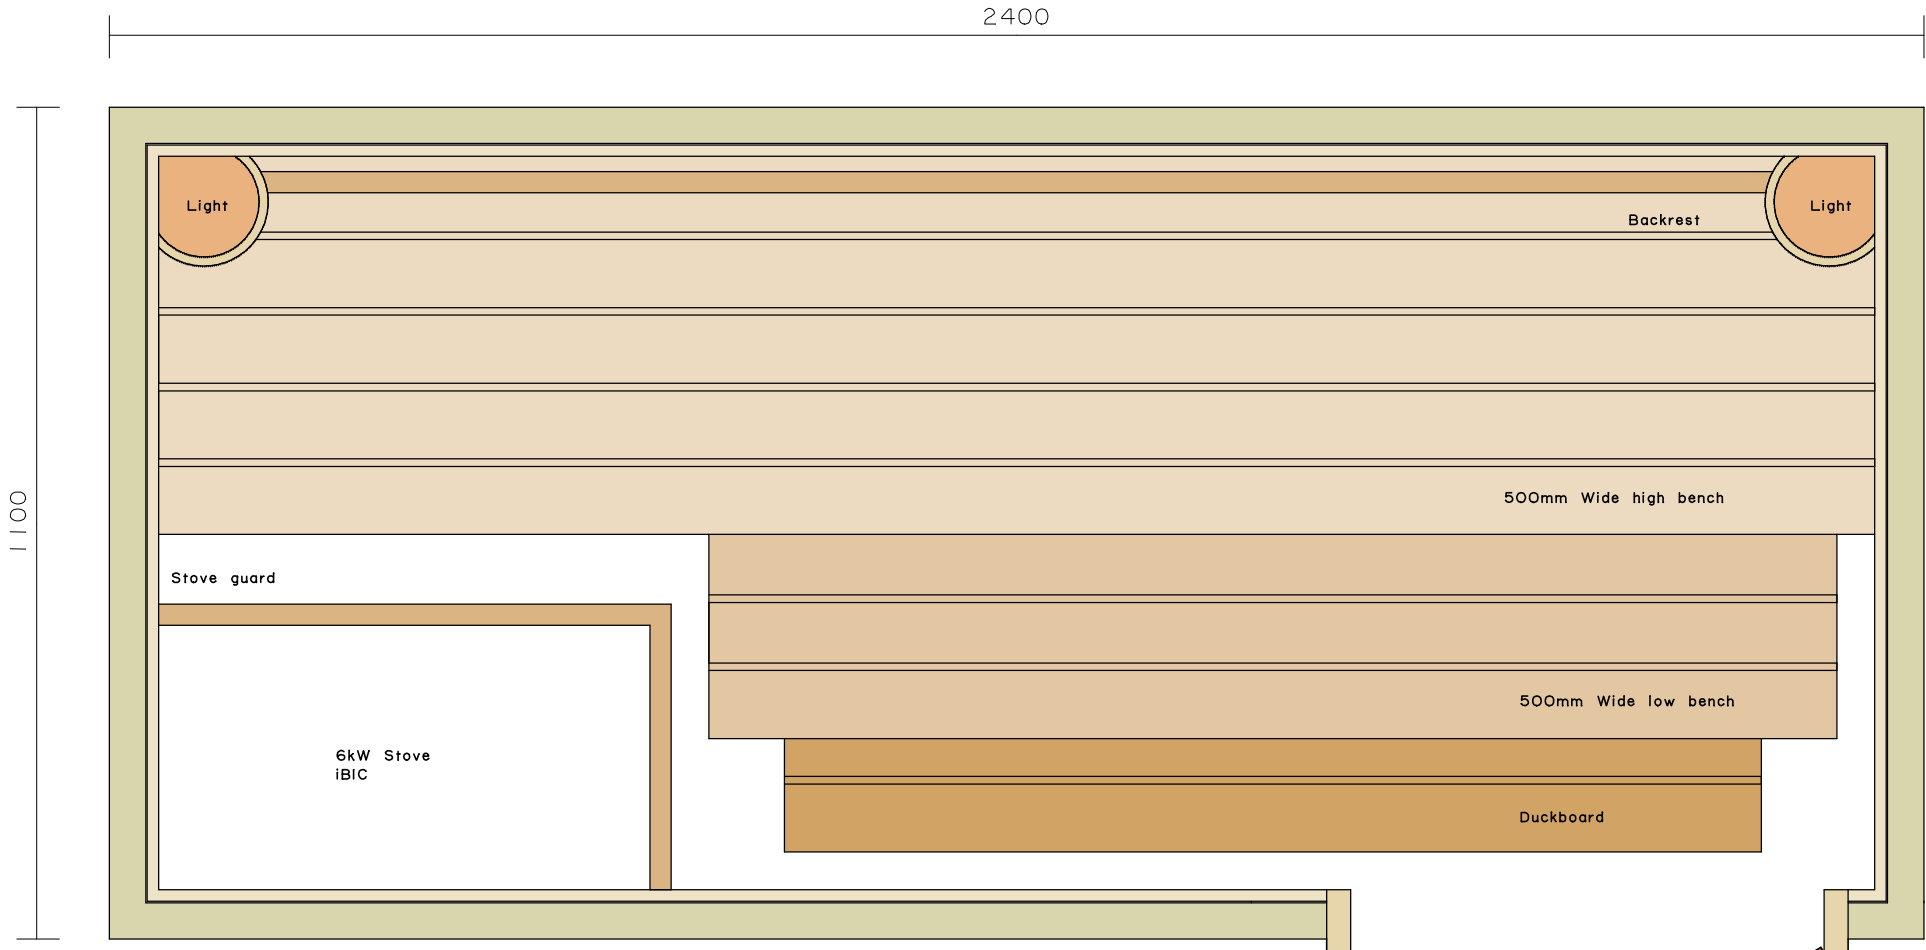 2400
Light
Light
Backrest
1100
500mm Wide high bench
Stove guard
500mm Wide low bench
6kW Stove
iBIC
Duckboard